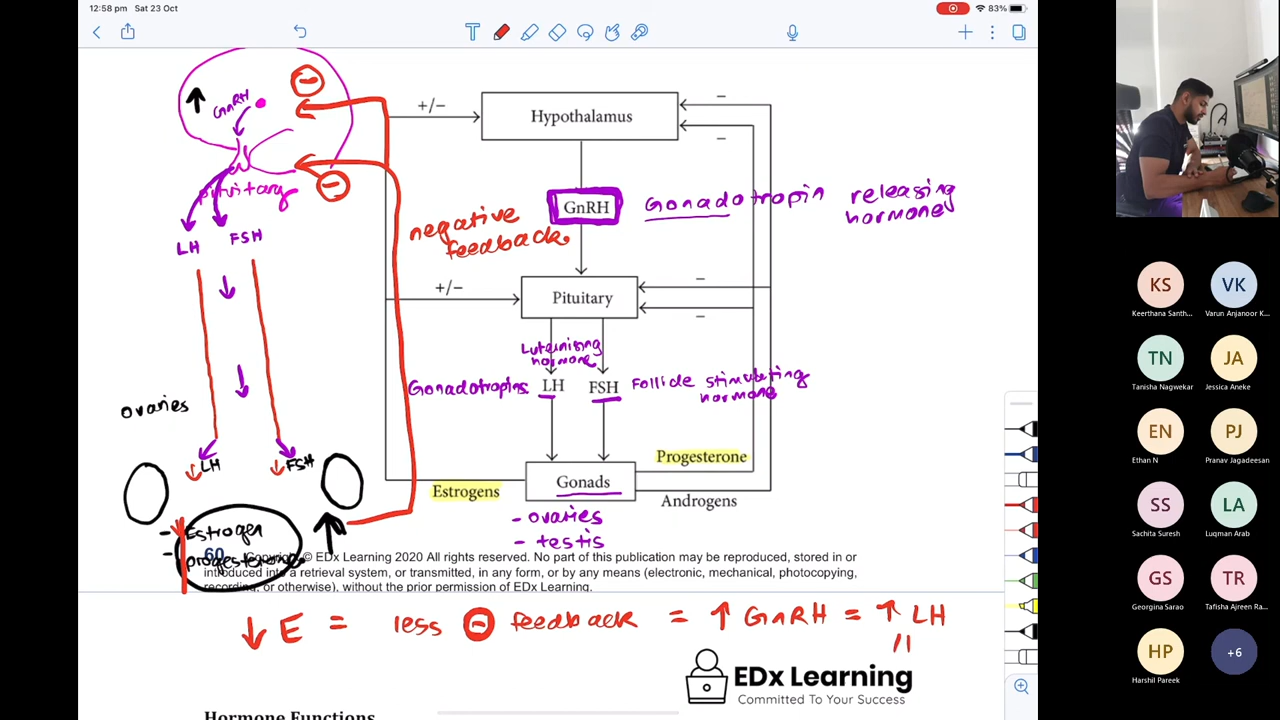 12:58 pm Sat 23 Oct
83%
T
+/−
Hypothalamus
−
−
GnRH
pituitary
LH
FSH
negative
feedback
GnRH
Gonadotropin releasing
hormone
+/−
Pituitary
−
−
Luteinising
hormone
Gonadotropins
LH
FSH
Follicle stimulating
hormone
ovaries
LH
FSH
Progesterone
Estrogens
Gonads
Androgens
- ovaries
- testis
- Estrogen
- progesterone
60
Copyright © EDx Learning 2020 All rights reserved. No part of this publication may be reproduced, stored in or
introduced into a retrieval system, or transmitted, in any form, or by any means (electronic, mechanical, photocopying,
recording, or otherwise), without the prior permission of EDx Learning.
↓ E = less ⊖ feedback = ↑ GnRH = ↑ LH
EDx Learning
Committed To Your Success
Hormone Functions
KS
VK
Keerthana Santh...
Varun Anjanoor K...
TN
JA
Tanisha Nagwekar
Jessica Aneke
EN
PJ
Ethan N
Pranav Jagadeesan
SS
LA
Sachita Suresh
Luqman Arab
GS
TR
Georgina Sarao
Tafisha Ajreen Ra...
HP
+6
Harshil Pareek